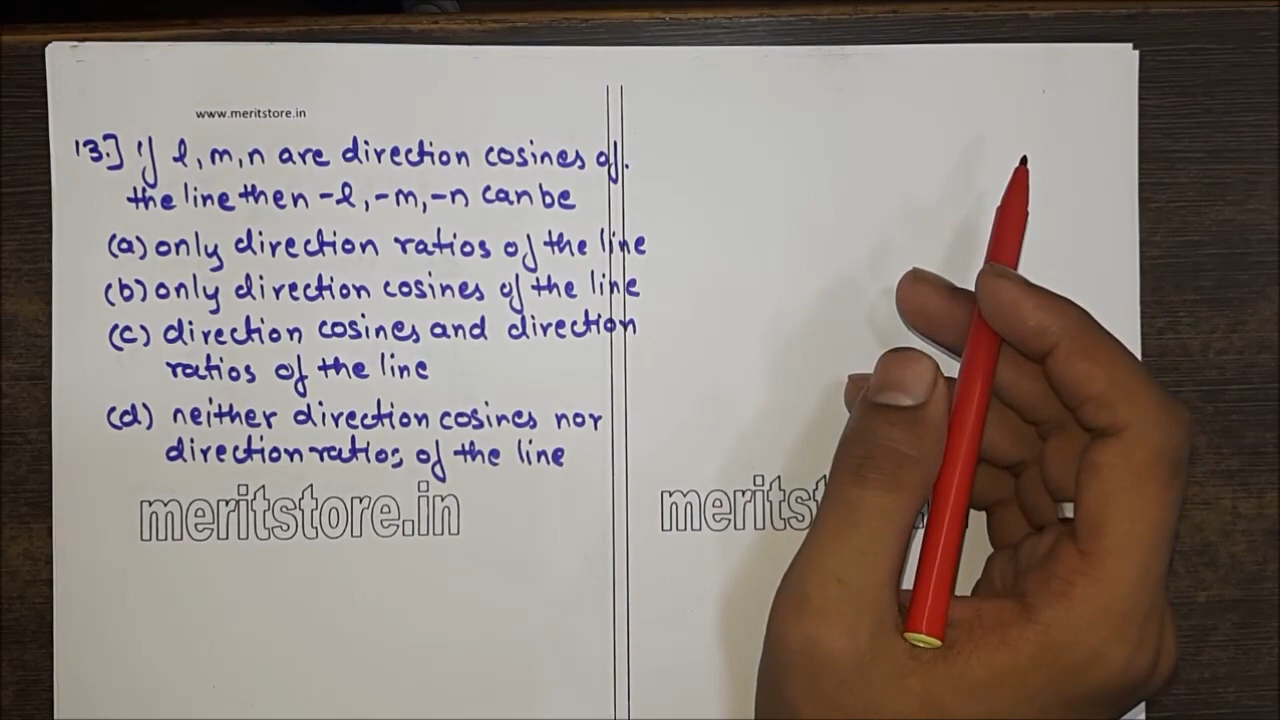 www.meritstore.in
13.] If l, m, n are direction cosines of.
the line then -l, -m, -n can be
(a) only direction ratios of the line
(b) only direction cosines of the line
(c) direction cosines and direction
ratios of the line
(d) neither direction cosines nor
direction ratios of the line
meritstore.in
merits